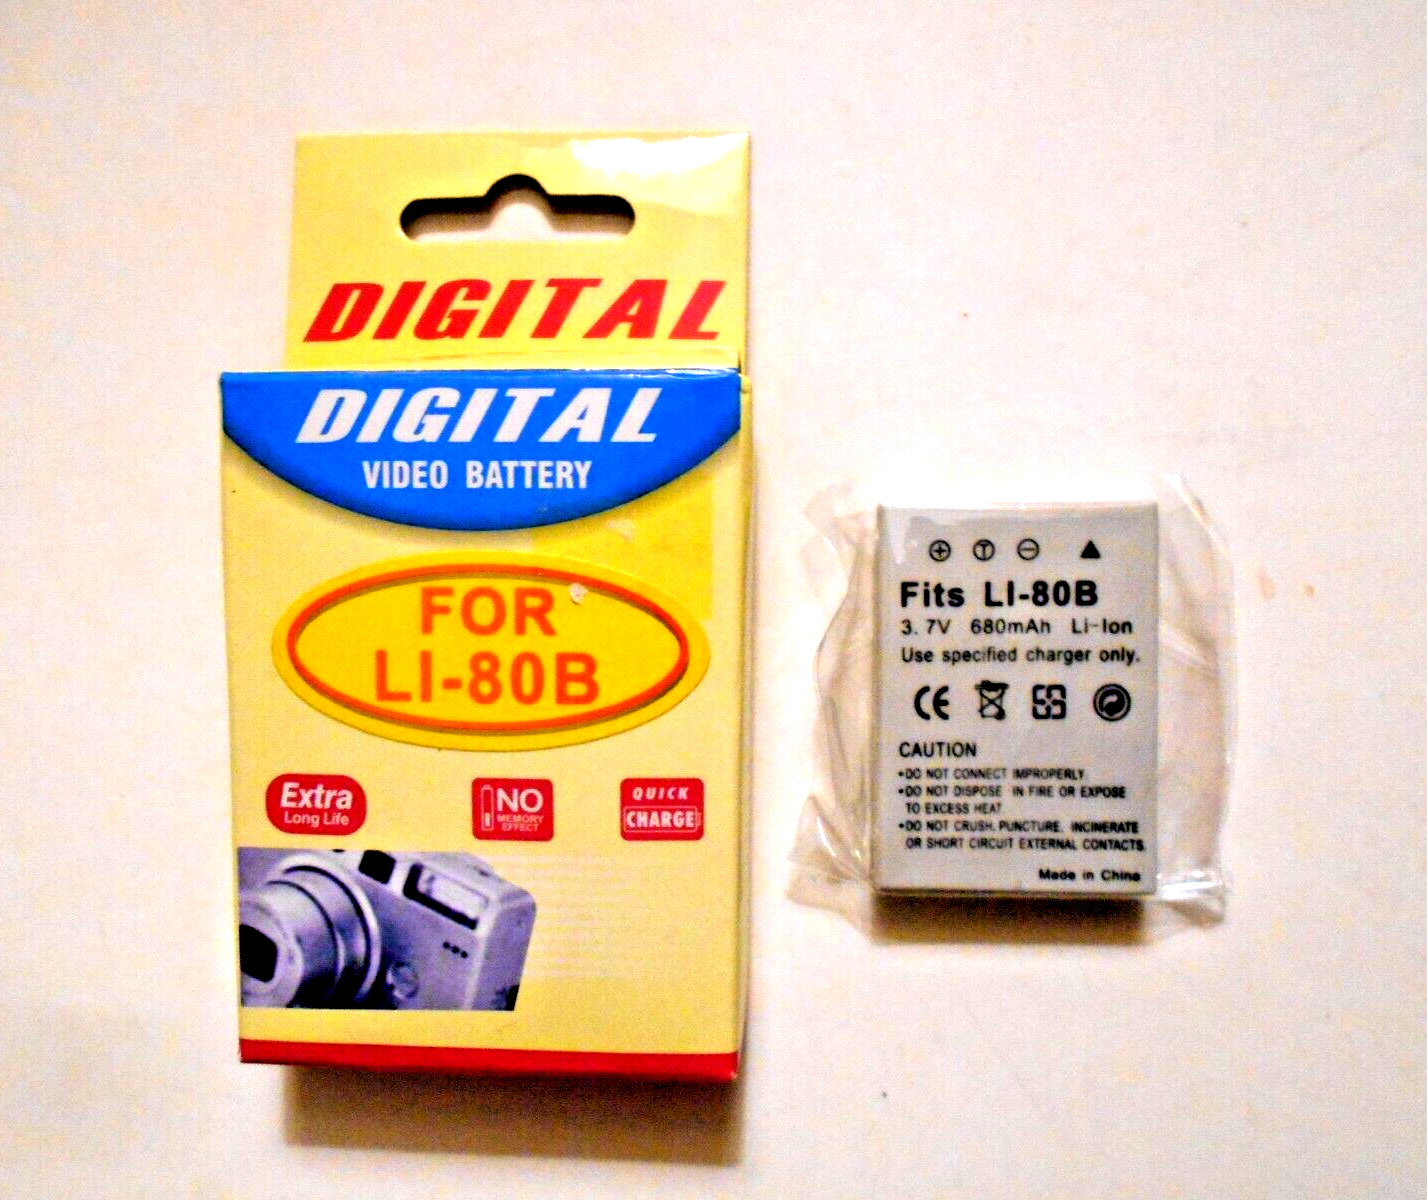 DIGITAL
DIGITAL
VIDEO BATTERY
FOR
LI-80B
Extra
Long Life
NO
MEMORY
EFFECT
QUICK
CHARGE
+ T -
Fits LI-80B
3.7V 680mAh Li-Ion
Use specified charger only.
CE
CAUTION
•DO NOT CONNECT IMPROPERLY
•DO NOT DISPOSE IN FIRE OR EXPOSE
TO EXCESS HEAT
•DO NOT CRUSH, PUNCTURE, INCINERATE
OR SHORT CIRCUIT EXTERNAL CONTACTS
Made in China